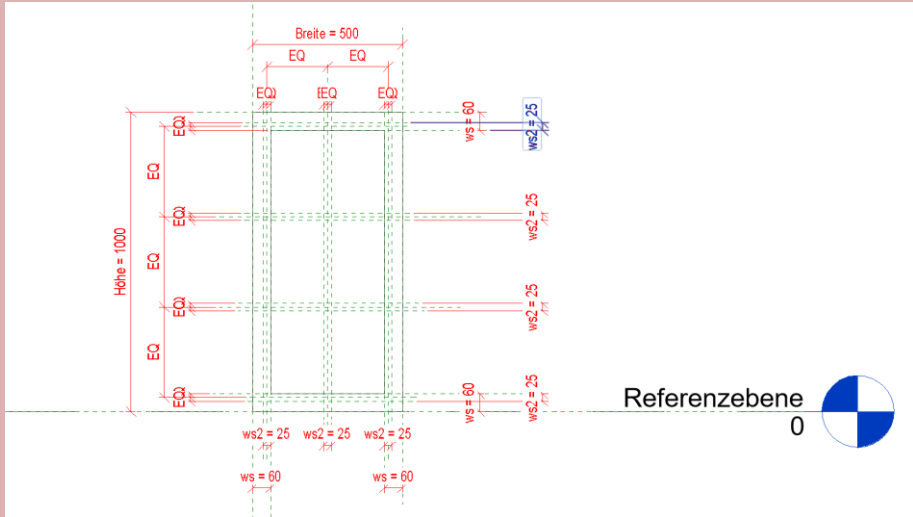 Breite = 500
EQ
EQ
EQ
EQ
EQ
ws = 60
ws2 = 25
EQ
EQ
ws2 = 25
EQ
Höhe = 1000
EQ
ws2 = 25
EQ
EQ
EQ
ws = 60
ws2 = 25
Referenzebene
0
ws2 = 25
ws2 = 25
ws2 = 25
ws = 60
ws = 60